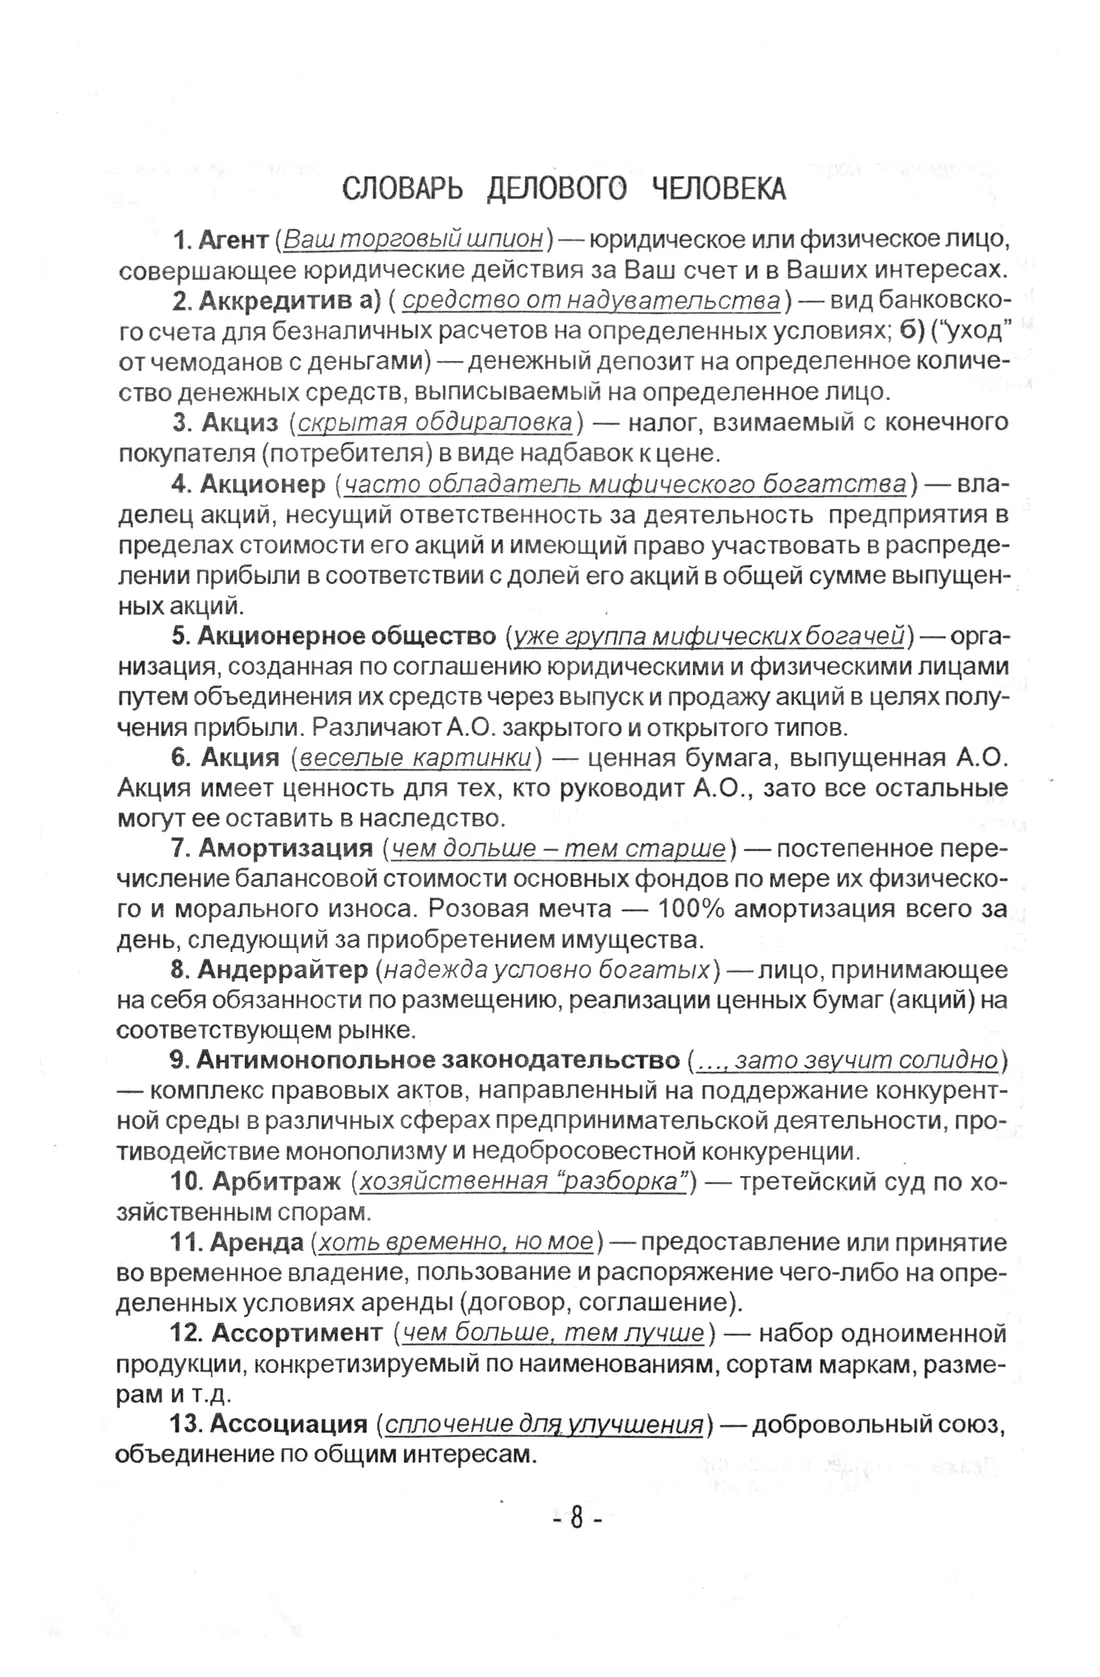 СЛОВАРЬ ДЕЛОВОГО ЧЕЛОВЕКА
1. Агент (Ваш торговый шпион) — юридическое или физическое лицо,
совершающее юридические действия за Ваш счет и в Ваших интересах.
2. Аккредитив а) ( средство от надувательства) — вид банковско-
го счета для безналичных расчетов на определенных условиях; б) ("уход"
от чемоданов с деньгами) — денежный депозит на определенное количе-
ство денежных средств, выписываемый на определенное лицо.
3. Акциз (скрытая обдираловка) — налог, взимаемый с конечного
покупателя (потребителя) в виде надбавок к цене.
4. Акционер (часто обладатель мифического богатства) — вла-
делец акций, несущий ответственность за деятельность предприятия в
пределах стоимости его акций и имеющий право участвовать в распреде-
лении прибыли в соответствии с долей его акций в общей сумме выпущен-
ных акций.
5. Акционерное общество (уже группа мифических богачей) — орга-
низация, созданная по соглашению юридическими и физическими лицами
путем объединения их средств через выпуск и продажу акций в целях полу-
чения прибыли. Различают А.О. закрытого и открытого типов.
6. Акция (веселые картинки) — ценная бумага, выпущенная А.О.
Акция имеет ценность для тех, кто руководит А.О., зато все остальные
могут ее оставить в наследство.
7. Амортизация (чем дольше – тем старше) — постепенное пере-
числение балансовой стоимости основных фондов по мере их физическо-
го и морального износа. Розовая мечта — 100% амортизация всего за
день, следующий за приобретением имущества.
8. Андеррайтер (надежда условно богатых) — лицо, принимающее
на себя обязанности по размещению, реализации ценных бумаг (акций) на
соответствующем рынке.
9. Антимонопольное законодательство (..., зато звучит солидно)
— комплекс правовых актов, направленный на поддержание конкурент-
ной среды в различных сферах предпринимательской деятельности, про-
тиводействие монополизму и недобросовестной конкуренции.
10. Арбитраж (хозяйственная "разборка") — третейский суд по хо-
зяйственным спорам.
11. Аренда (хоть временно, но мое) — предоставление или принятие
во временное владение, пользование и распоряжение чего-либо на опре-
деленных условиях аренды (договор, соглашение).
12. Ассортимент (чем больше, тем лучше) — набор одноименной
продукции, конкретизируемый по наименованиям, сортам маркам, разме-
рам и т.д.
13. Ассоциация (сплочение для улучшения) — добровольный союз,
объединение по общим интересам.
- 8 -